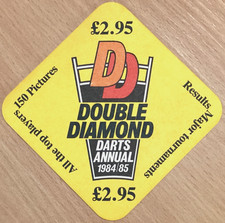 £2.95
150 Pictures
All the top players
DD
DOUBLE
DIAMOND
DARTS
ANNUAL
1984/85
Results
Major tournaments
£2.95